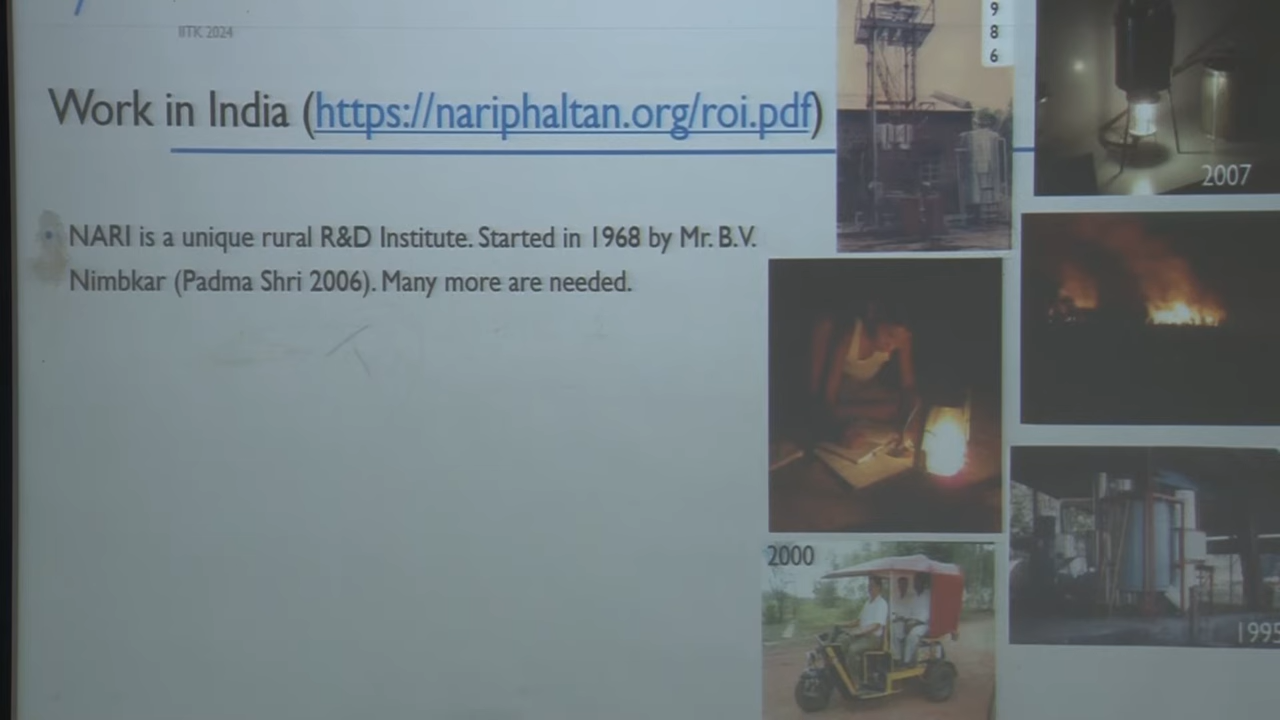 IITK 2024
Work in India (https://nariphaltan.org/roi.pdf)
• NARI is a unique rural R&D Institute. Started in 1968 by Mr. B.V.
Nimbkar (Padma Shri 2006). Many more are needed.
9
8
6
2007
2000
1995